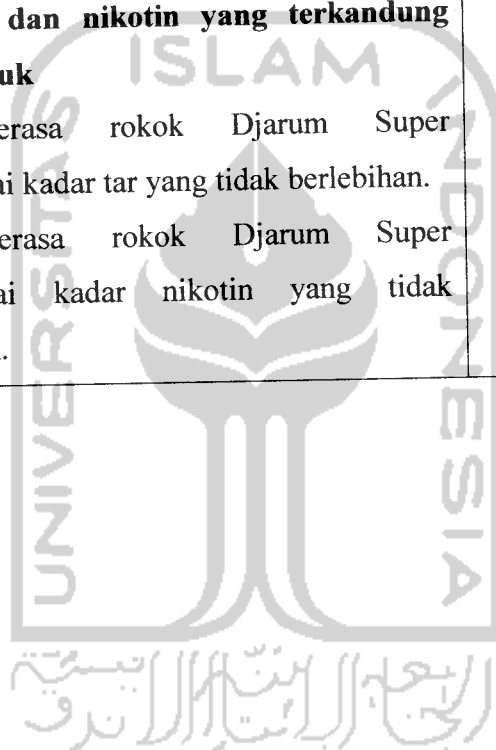 dan nikotin yang terkandung
uk
erasa rokok Djarum Super
ai kadar tar yang tidak berlebihan.
erasa rokok Djarum Super
ai kadar nikotin yang tidak
.
ISLAM
UNIVERSITAS
INDONESIA